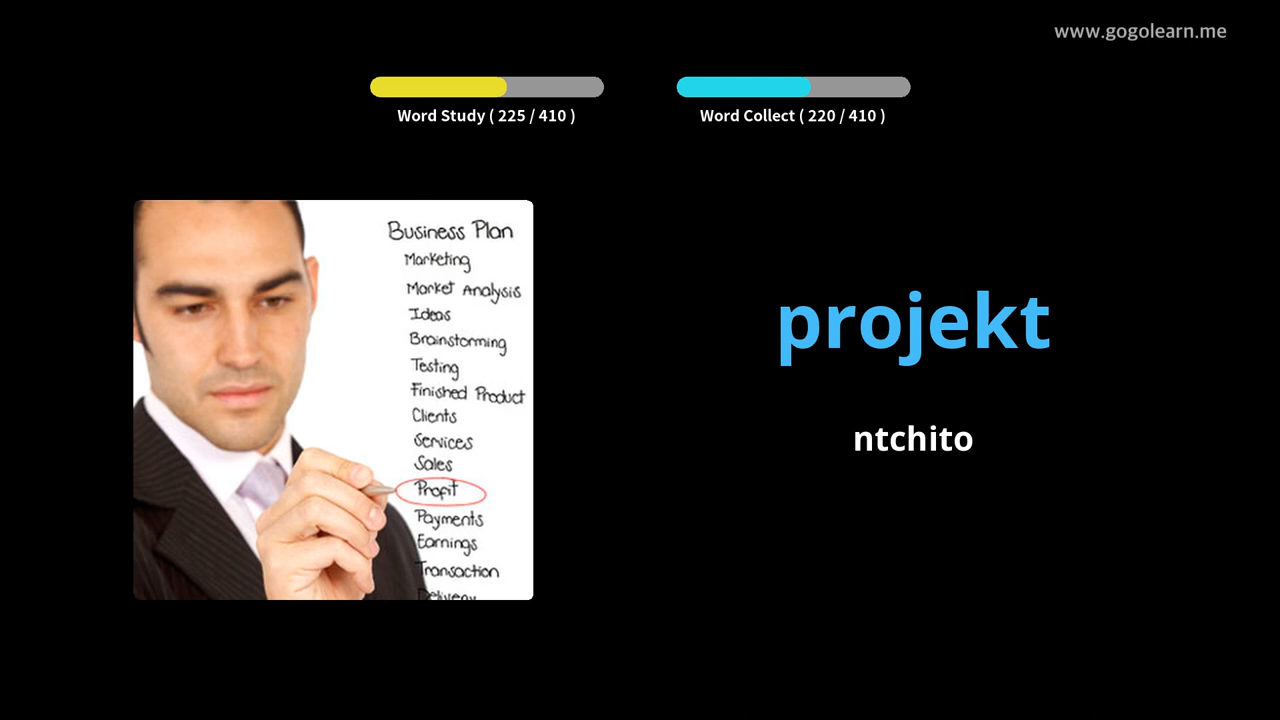 www.gogolearn.me
Word Study ( 225 / 410 )
Word Collect ( 220 / 410 )
Business Plan
Marketing
Market Analysis
Ideas
Brainstorming
Testing
Finished Product
Clients
Services
Sales
Profit
Payments
Earnings
Transaction
Delivery
projekt
ntchito